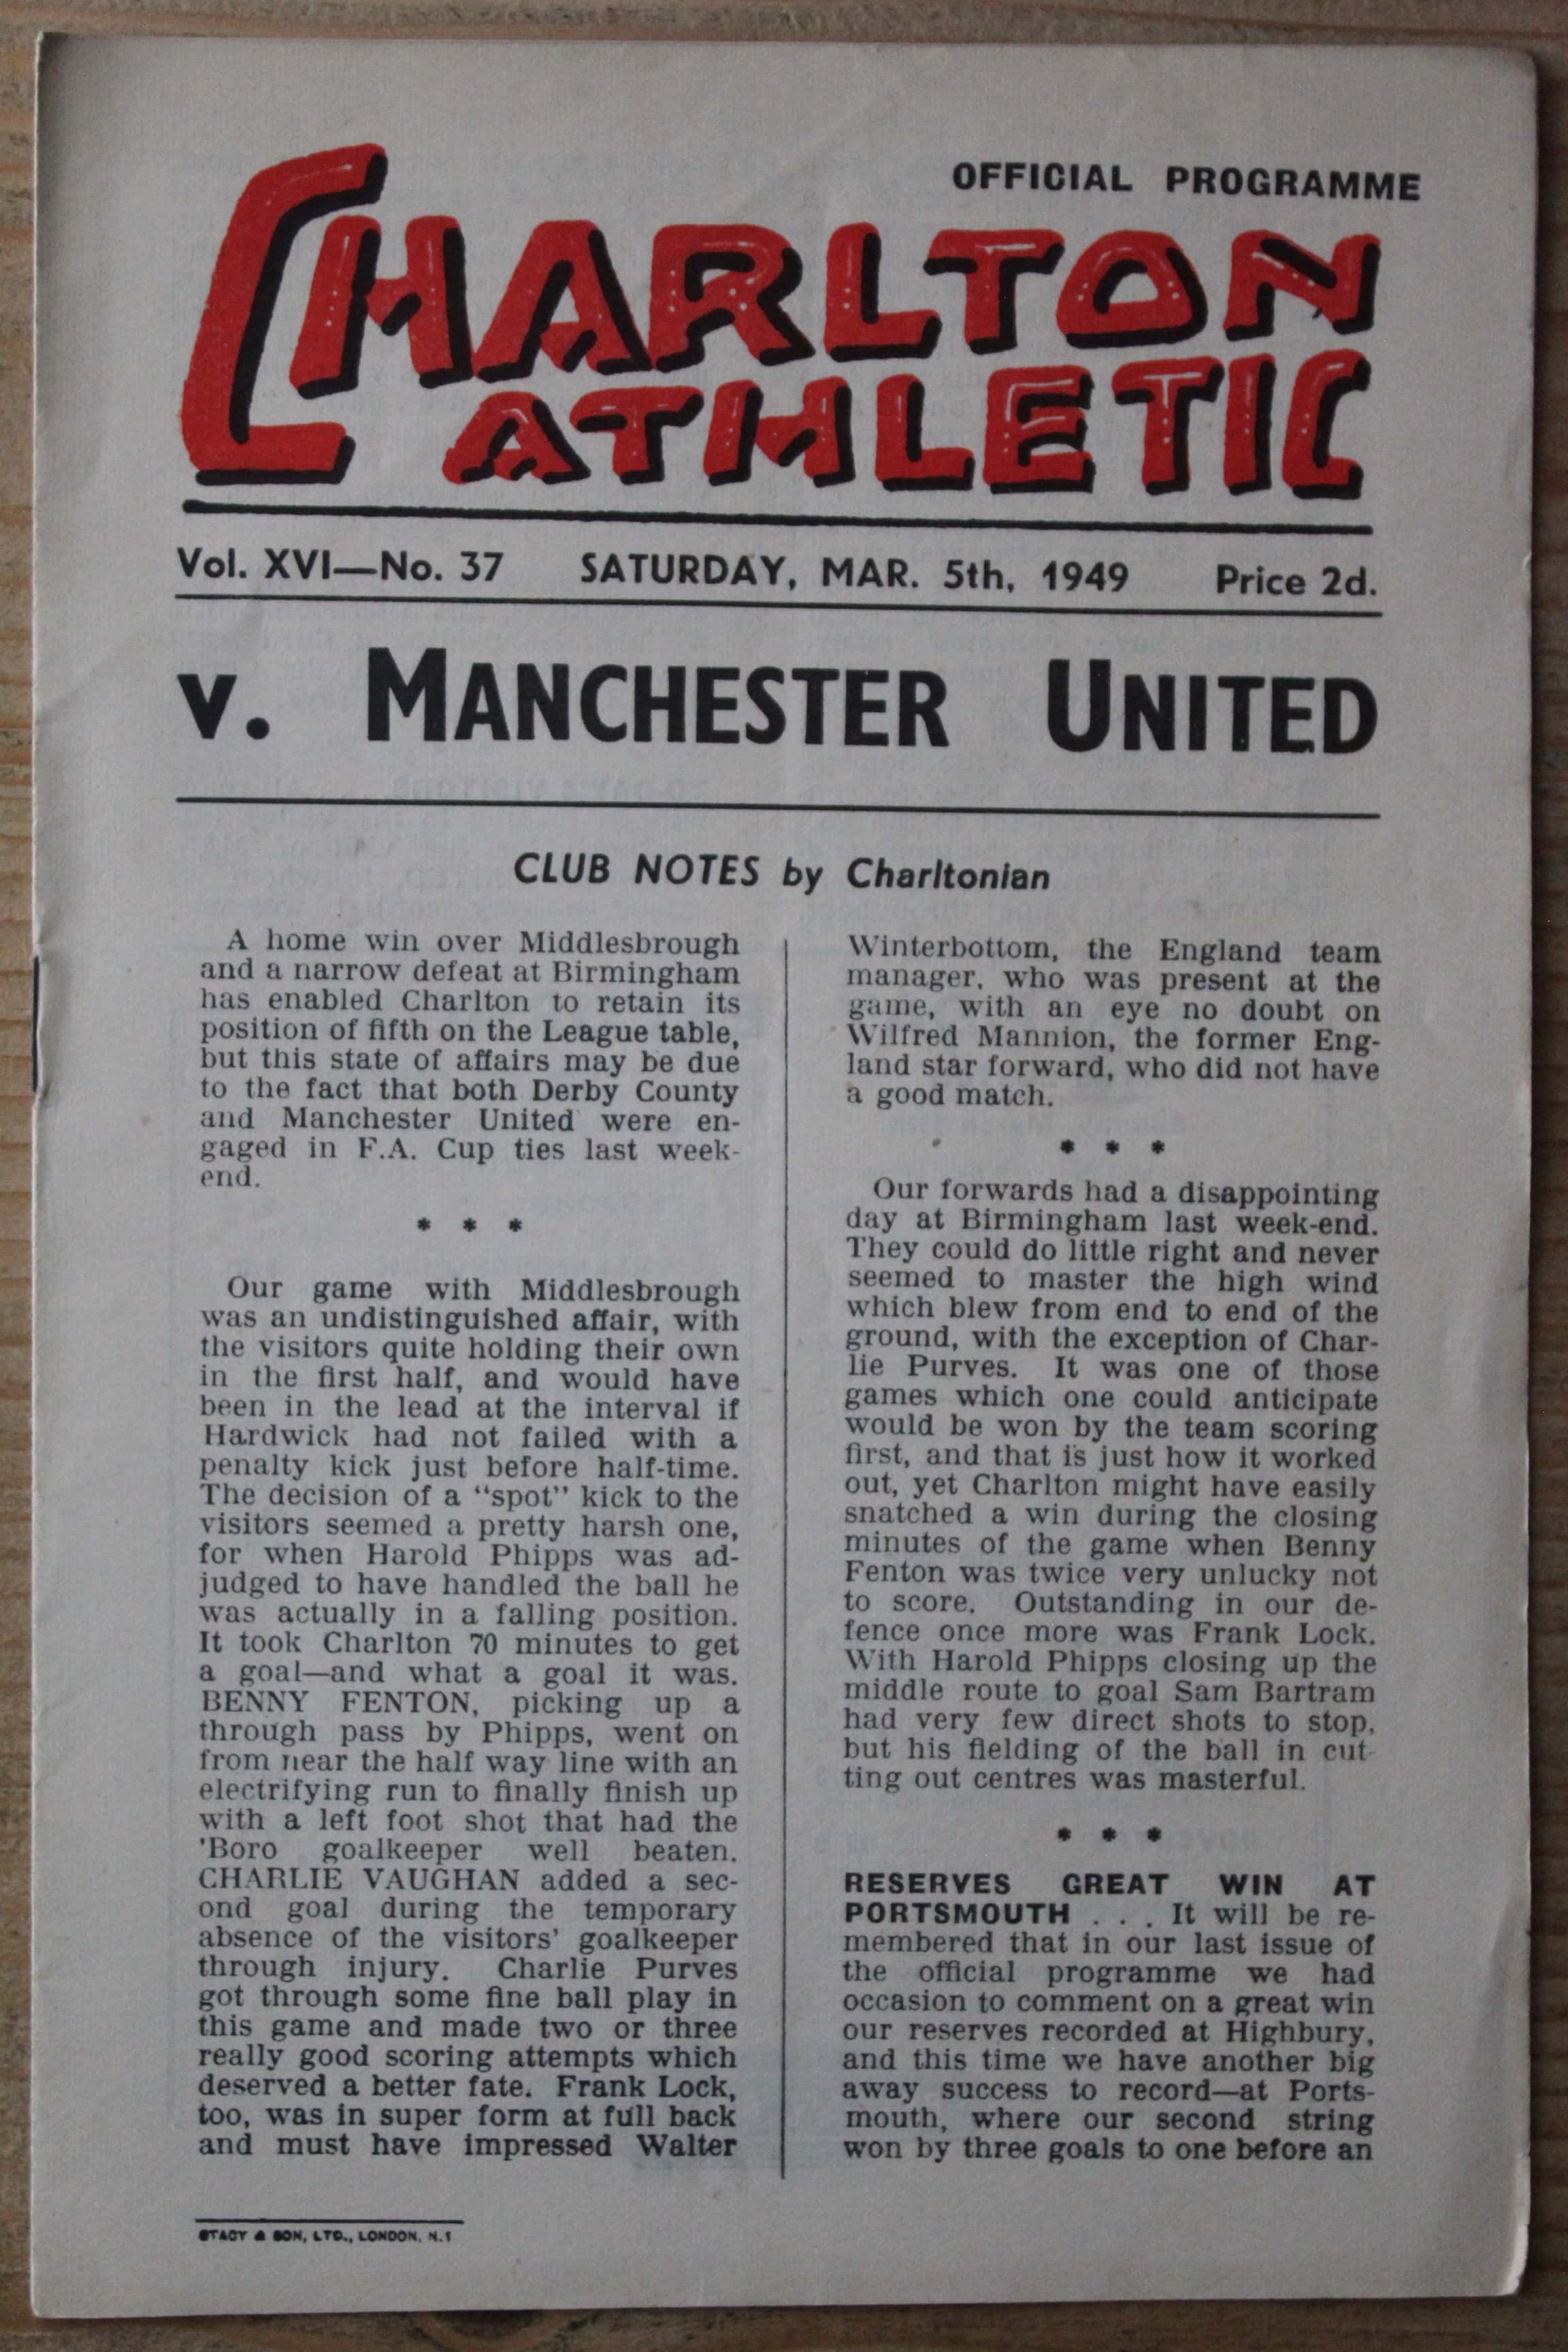 OFFICIAL PROGRAMME
CHARLTON
ATHLETIC
Vol. XVI—No. 37 SATURDAY, MAR. 5th, 1949 Price 2d.
v. MANCHESTER UNITED
CLUB NOTES by Charltonian
A home win over Middlesbrough
and a narrow defeat at Birmingham
has enabled Charlton to retain its
position of fifth on the League table,
but this state of affairs may be due
to the fact that both Derby County
and Manchester United were en-
gaged in F.A. Cup ties last week-
end.
* * *
Our game with Middlesbrough
was an undistinguished affair, with
the visitors quite holding their own
in the first half, and would have
been in the lead at the interval if
Hardwick had not failed with a
penalty kick just before half-time.
The decision of a "spot" kick to the
visitors seemed a pretty harsh one,
for when Harold Phipps was ad-
judged to have handled the ball he
was actually in a falling position.
It took Charlton 70 minutes to get
a goal—and what a goal it was.
BENNY FENTON, picking up a
through pass by Phipps, went on
from near the half way line with an
electrifying run to finally finish up
with a left foot shot that had the
'Boro goalkeeper well beaten.
CHARLIE VAUGHAN added a sec-
ond goal during the temporary
absence of the visitors' goalkeeper
through injury. Charlie Purves
got through some fine ball play in
this game and made two or three
really good scoring attempts which
deserved a better fate. Frank Lock,
too, was in super form at full back
and must have impressed Walter
Winterbottom, the England team
manager, who was present at the
game, with an eye no doubt on
Wilfred Mannion, the former Eng-
land star forward, who did not have
a good match.
* * *
Our forwards had a disappointing
day at Birmingham last week-end.
They could do little right and never
seemed to master the high wind
which blew from end to end of the
ground, with the exception of Char-
lie Purves. It was one of those
games which one could anticipate
would be won by the team scoring
first, and that is just how it worked
out, yet Charlton might have easily
snatched a win during the closing
minutes of the game when Benny
Fenton was twice very unlucky not
to score. Outstanding in our de-
fence once more was Frank Lock.
With Harold Phipps closing up the
middle route to goal Sam Bartram
had very few direct shots to stop,
but his fielding of the ball in cut-
ting out centres was masterful.
* * *
RESERVES GREAT WIN AT
PORTSMOUTH . . . It will be re-
membered that in our last issue of
the official programme we had
occasion to comment on a great win
our reserves recorded at Highbury,
and this time we have another big
away success to record—at Ports-
mouth, where our second string
won by three goals to one before an
STACY & SON, LTD., LONDON. N.1